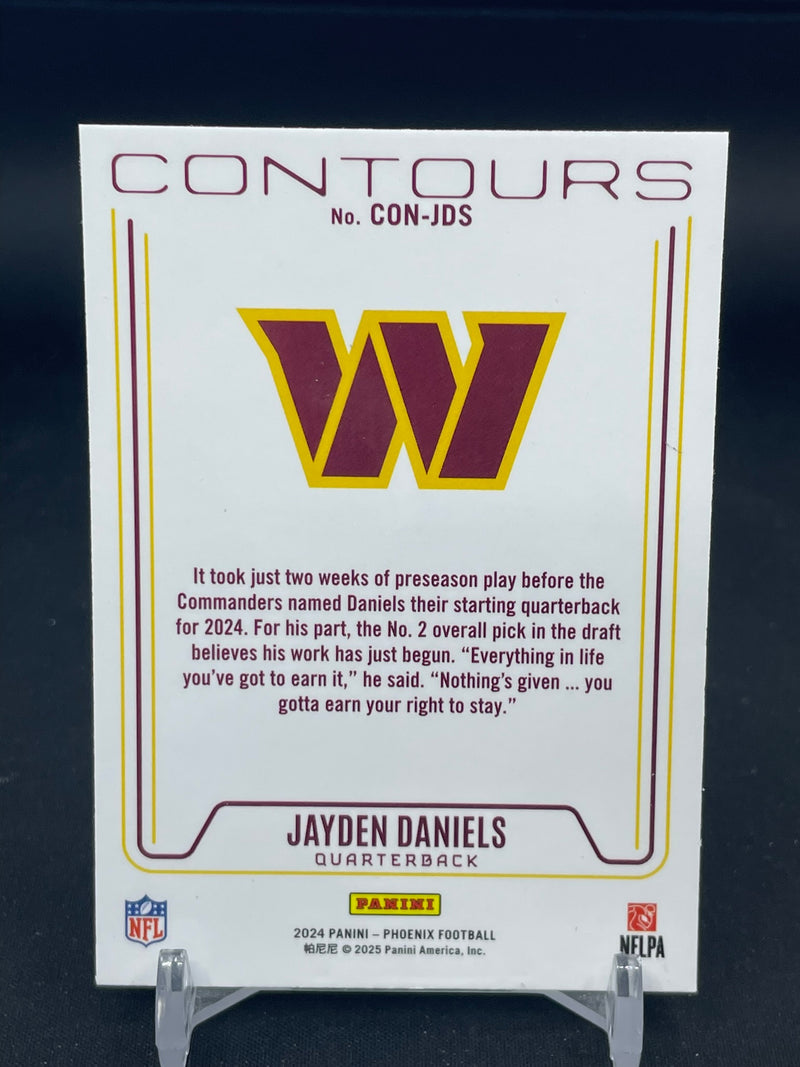 CONTOURS
No. CON-JDS
W
It took just two weeks of preseason play before the
Commanders named Daniels their starting quarterback
for 2024. For his part, the No. 2 overall pick in the draft
believes his work has just begun. “Everything in life
you’ve got to earn it,” he said. “Nothing’s given ... you
gotta earn your right to stay.”
JAYDEN DANIELS
QUARTERBACK
PANINI
NFL
2024 PANINI – PHOENIX FOOTBALL
帕尼尼 © 2025 Panini America, Inc.
NFLPA